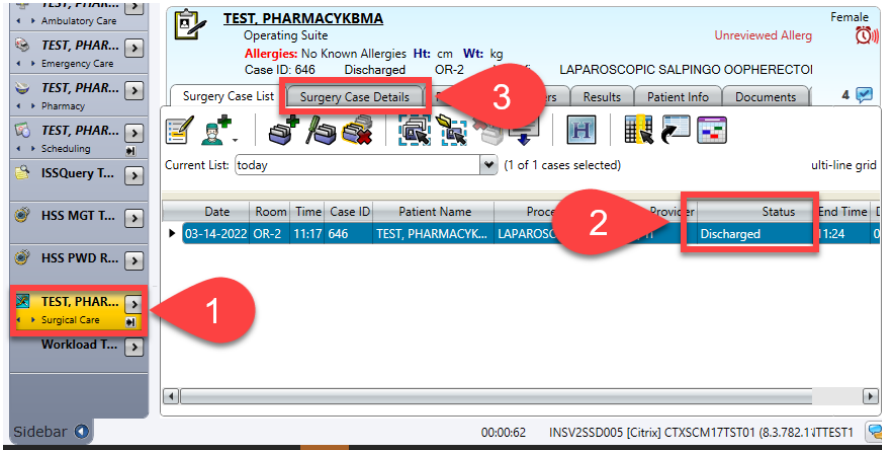 TEST, PHAR...
Ambulatory Care
TEST, PHAR...
Emergency Care
TEST, PHAR...
Pharmacy
TEST, PHAR...
Scheduling
ISSQuery T...
HSS MGT T...
HSS PWD R...
TEST, PHAR...
Surgical Care
Workload T...
Sidebar
TEST, PHARMACYKBMA
Female
Operating Suite
Unreviewed Allerg
Allergies: No Known Allergies Ht: cm Wt: kg
Case ID: 646 Discharged OR-2 LAPAROSCOPIC SALPINGO OOPHERECTOI
Surgery Case List Surgery Case Details rs Results Patient Info Documents 4
3
H
Current List: today (1 of 1 cases selected) ulti-line grid
Date Room Time Case ID Patient Name Proce Provider Status End Time D
03-14-2022 OR-2 11:17 646 TEST, PHARMACYK... LAPAROSC Discharged 11:24 0
2
1
00:00:62 INSV2SSD005 [Citrix] CTXSCM17TST01 (8.3.782.1 \TTEST1